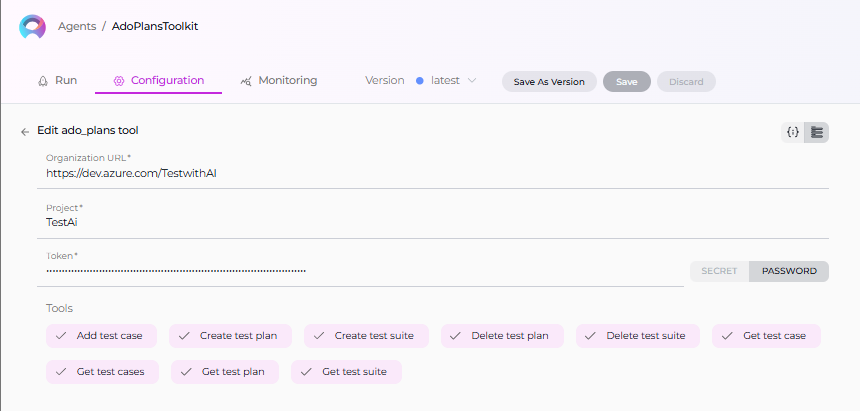 Agents / AdoPlansToolkit
Run Configuration Monitoring Version latest Save As Version Save Discard
Edit ado_plans tool
Organization URL*
https://dev.azure.com/TestwithAI
Project*
TestAi
Token*
SECRET PASSWORD
Tools
Add test case Create test plan Create test suite Delete test plan Delete test suite Get test case
Get test cases Get test plan Get test suite